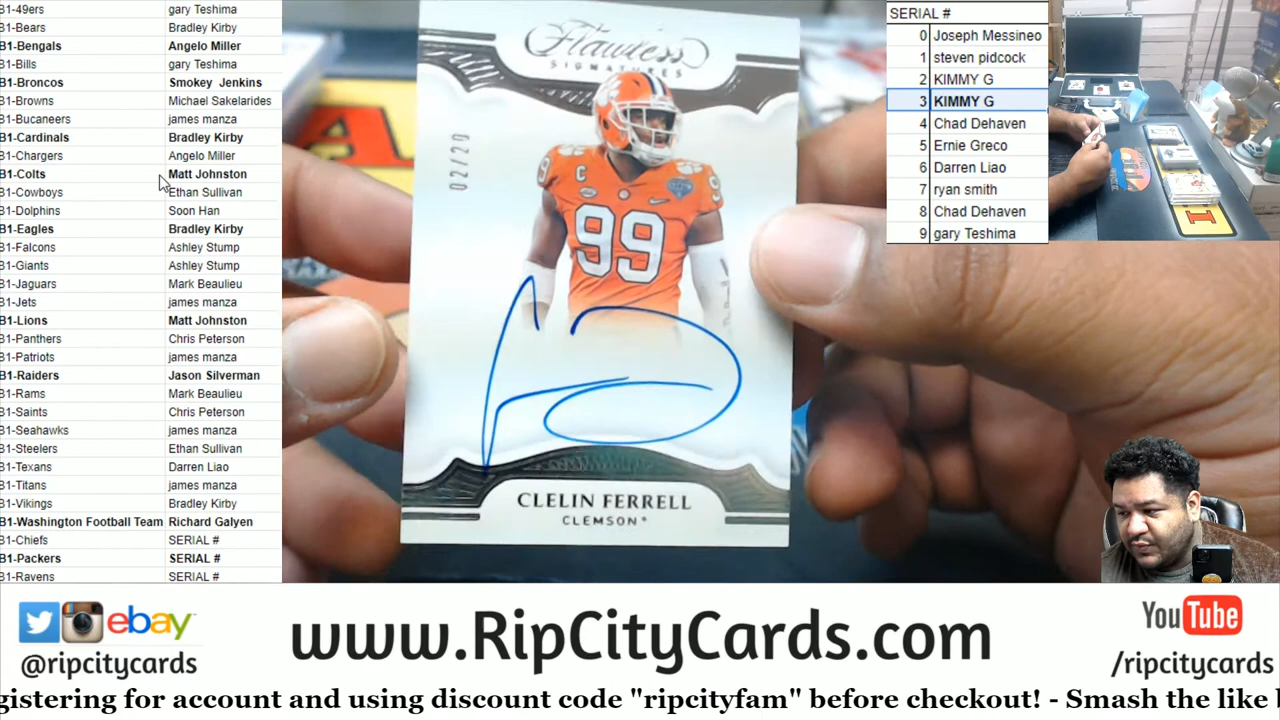 B1-49ers gary Teshima
B1-Bears Bradley Kirby
B1-Bengals Angelo Miller
B1-Bills gary Teshima
B1-Broncos Smokey Jenkins
B1-Browns Michael Sakelarides
B1-Bucaneers james manza
B1-Cardinals Bradley Kirby
B1-Chargers Angelo Miller
B1-Colts Matt Johnston
B1-Cowboys Ethan Sullivan
B1-Dolphins Soon Han
B1-Eagles Bradley Kirby
B1-Falcons Ashley Stump
B1-Giants Ashley Stump
B1-Jaguars Mark Beaulieu
B1-Jets james manza
B1-Lions Matt Johnston
B1-Panthers Chris Peterson
B1-Patriots james manza
B1-Raiders Jason Silverman
B1-Rams Mark Beaulieu
B1-Saints Chris Peterson
B1-Seahawks james manza
B1-Steelers Ethan Sullivan
B1-Texans Darren Liao
B1-Titans james manza
B1-Vikings Bradley Kirby
B1-Washington Football Team Richard Galyen
B1-Chiefs SERIAL #
B1-Packers SERIAL #
B1-Ravens SERIAL #
Flawless
SIGNATURES
02/20
C
99
99
CLELIN FERRELL
CLEMSON
SERIAL #
0 Joseph Messineo
1 steven pidcock
2 KIMMY G
3 KIMMY G
4 Chad Dehaven
5 Ernie Greco
6 Darren Liao
7 ryan smith
8 Chad Dehaven
9 gary Teshima
ebay
@ripcitycards
www.RipCityCards.com
YouTube
/ripcitycards
gistering for account and using discount code "ripcityfam" before checkout! - Smash the like